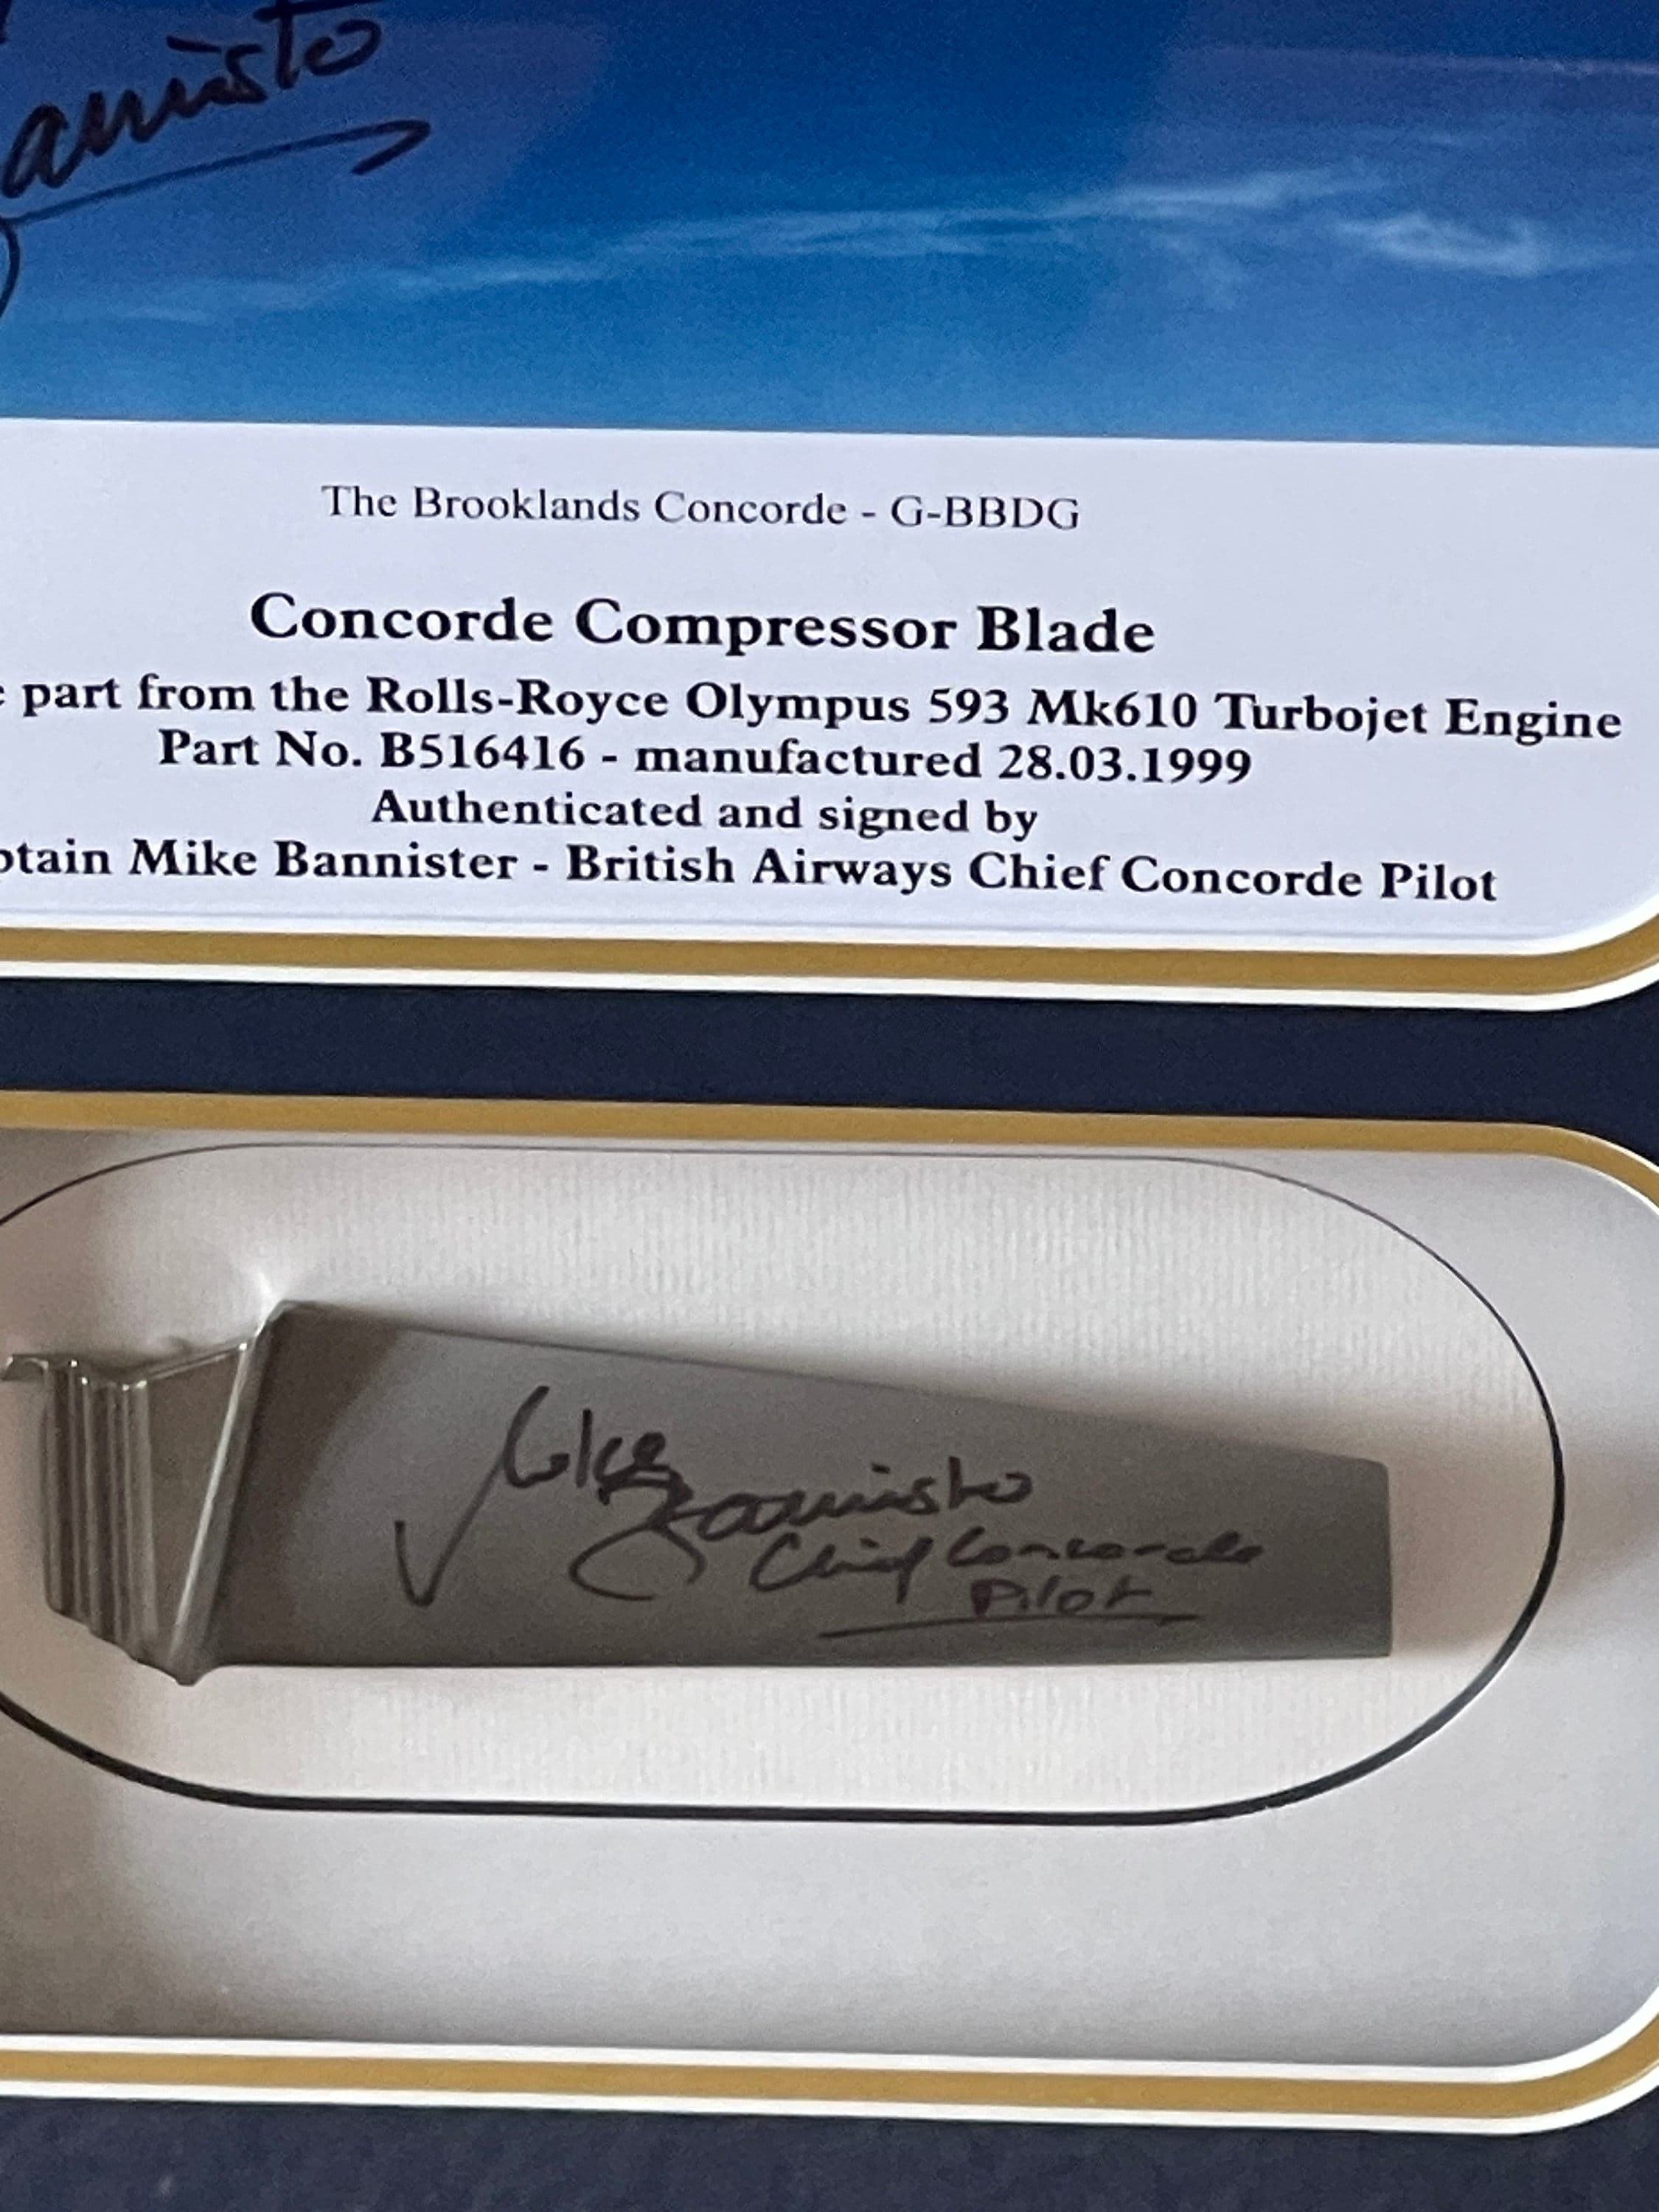 The Brooklands Concorde - G-BBDG
Concorde Compressor Blade
part from the Rolls-Royce Olympus 593 Mk610 Turbojet Engine
Part No. B516416 - manufactured 28.03.1999
Authenticated and signed by
ptain Mike Bannister - British Airways Chief Concorde Pilot
Mike
Bannister
Chief Concorde
Pilot